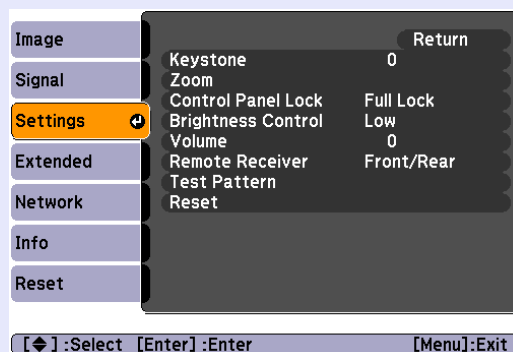 Image
Signal
Settings
Extended
Network
Info
Reset
Return
Keystone 0
Zoom
Control Panel Lock Full Lock
Brightness Control Low
Volume 0
Remote Receiver Front/Rear
Test Pattern
Reset
[◆] :Select [Enter] :Enter [Menu]:Exit